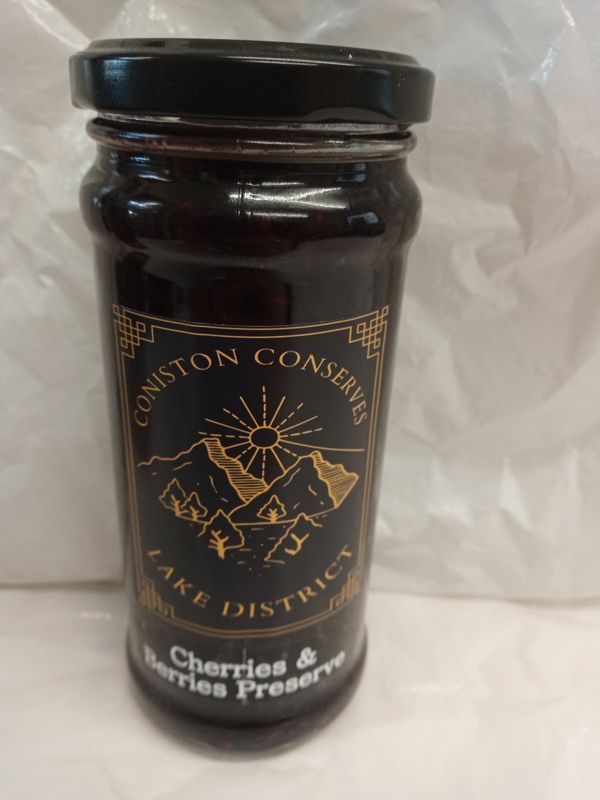 CONISTON CONSERVES
LAKE DISTRICT
Cherries &
Berries Preserve